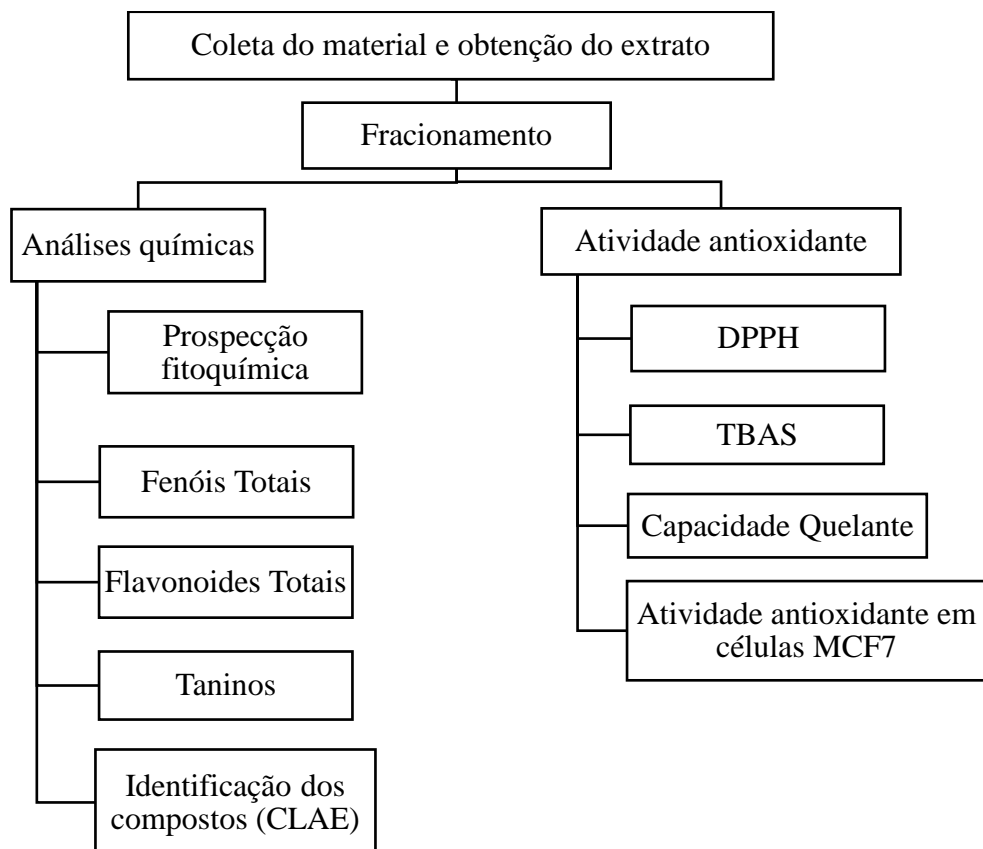 Coleta do material e obtenção do extrato
Fracionamento
Análises químicas
Prospecção
fitoquímica
Fenóis Totais
Flavonoides Totais
Taninos
Identificação dos
compostos (CLAE)
Atividade antioxidante
DPPH
TBAS
Capacidade Quelante
Atividade antioxidante em
células MCF7